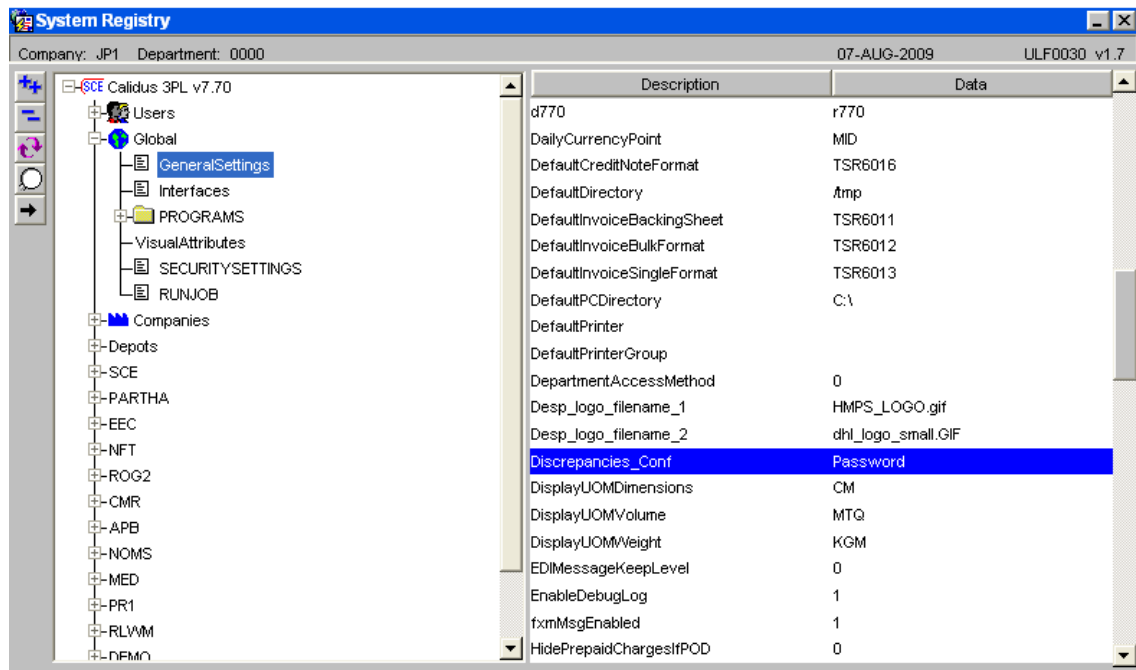 System Registry
Company: JP1 Department: 0000 07-AUG-2009 ULF0030 v1.7
SCE Calidus 3PL v7.70
Users
Global
GeneralSettings
Interfaces
PROGRAMS
VisualAttributes
SECURITYSETTINGS
RUNJOB
Companies
Depots
SCE
PARTHA
EEC
NFT
ROG2
CMR
APB
NOMS
MED
PR1
RLWM
DEMO
Description Data
d770 r770
DailyCurrencyPoint MID
DefaultCreditNoteFormat TSR6016
DefaultDirectory /tmp
DefaultInvoiceBackingSheet TSR6011
DefaultInvoiceBulkFormat TSR6012
DefaultInvoiceSingleFormat TSR6013
DefaultPCDirectory C:\
DefaultPrinter
DefaultPrinterGroup
DepartmentAccessMethod 0
Desp_logo_filename_1 HMPS_LOGO.gif
Desp_logo_filename_2 dhl_logo_small.GIF
Discrepancies_Conf Password
DisplayUOMDimensions CM
DisplayUOMVolume MTQ
DisplayUOMWeight KGM
EDIMessageKeepLevel 0
EnableDebugLog 1
fxmMsgEnabled 1
HidePrepaidChargesIfPOD 0